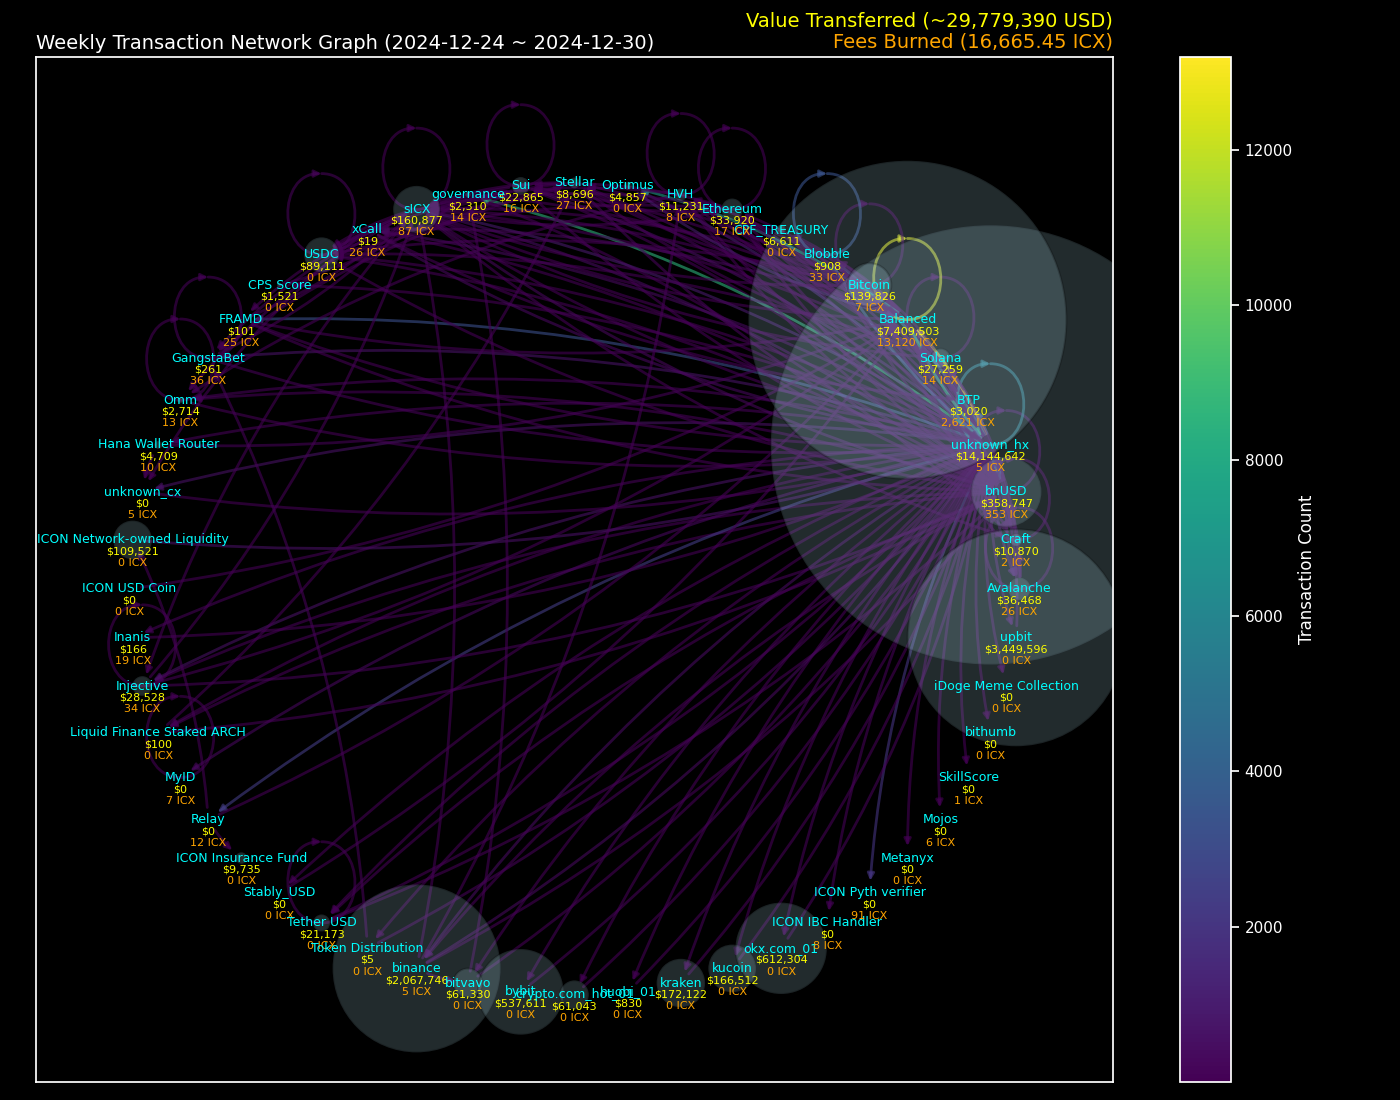 Value Transferred (~29,779,390 USD)
Weekly Transaction Network Graph (2024-12-24 ~ 2024-12-30)
Fees Burned (16,665.45 ICX)
Sui
$22,865
16 ICX
Stellar
$8,696
27 ICX
Optimus
$4,857
0 ICX
HVH
$11,231
8 ICX
governance
$2,310
14 ICX
sICX
$160,877
87 ICX
Ethereum
$33,920
17 ICX
CPF_TREASURY
$6,611
0 ICX
xCall
$19
26 ICX
USDC
$89,111
0 ICX
Blobble
$908
33 ICX
CPS Score
$1,521
0 ICX
Bitcoin
$139,826
7 ICX
FRAMD
$101
25 ICX
Balanced
$7,409,503
13,120 ICX
GangstaBet
$261
36 ICX
Solana
$27,259
14 ICX
Omm
$2,714
13 ICX
BTP
$3,020
2,621 ICX
Hana Wallet Router
$4,709
10 ICX
unknown_hx
$14,144,642
5 ICX
unknown_cx
$0
5 ICX
bnUSD
$358,747
353 ICX
ICON Network-owned Liquidity
$109,521
0 ICX
Craft
$10,870
2 ICX
ICON USD Coin
$0
0 ICX
Avalanche
$36,468
26 ICX
Inanis
$166
19 ICX
upbit
$3,449,596
0 ICX
Injective
$28,528
34 ICX
iDoge Meme Collection
$0
0 ICX
Liquid Finance Staked ARCH
$100
0 ICX
bithumb
$0
0 ICX
MyID
$0
7 ICX
SkillScore
$0
1 ICX
Relay
$0
12 ICX
Mojos
$0
6 ICX
ICON Insurance Fund
$9,735
0 ICX
Metanyx
$0
0 ICX
Stably_USD
$0
0 ICX
ICON Pyth verifier
$0
91 ICX
Tether USD
$21,173
0 ICX
ICON IBC Handler
$0
8 ICX
Token Distribution
$5
0 ICX
okx.com_01
$612,304
0 ICX
binance
$2,067,746
5 ICX
kucoin
$166,512
0 ICX
bitvavo
$61,330
0 ICX
kraken
$172,122
0 ICX
bybit
$537,611
0 ICX
crypto.com_hot_01
$61,043
0 ICX
huobi_01
$830
0 ICX
12000
10000
8000
6000
4000
2000
Transaction Count